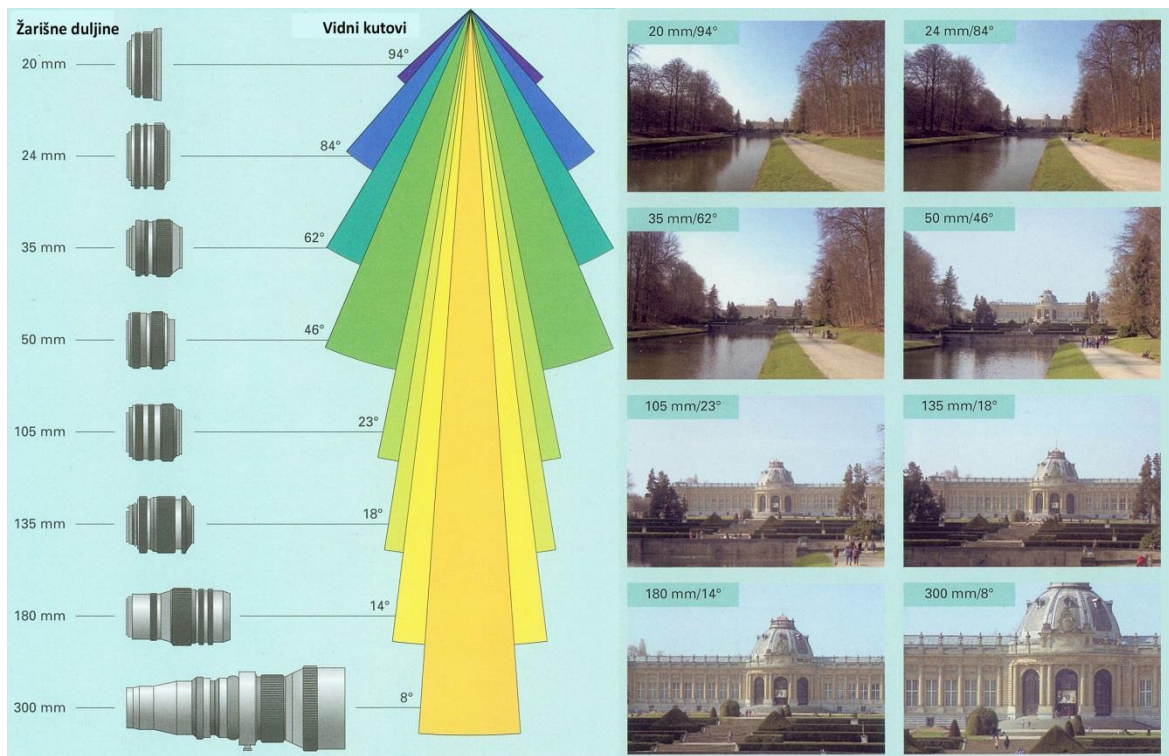 Žarišne duljine
Vidni kutovi
20 mm
94°
24 mm
84°
35 mm
62°
50 mm
46°
105 mm
23°
135 mm
18°
180 mm
14°
300 mm
8°
20 mm/94°
24 mm/84°
35 mm/62°
50 mm/46°
105 mm/23°
135 mm/18°
180 mm/14°
300 mm/8°